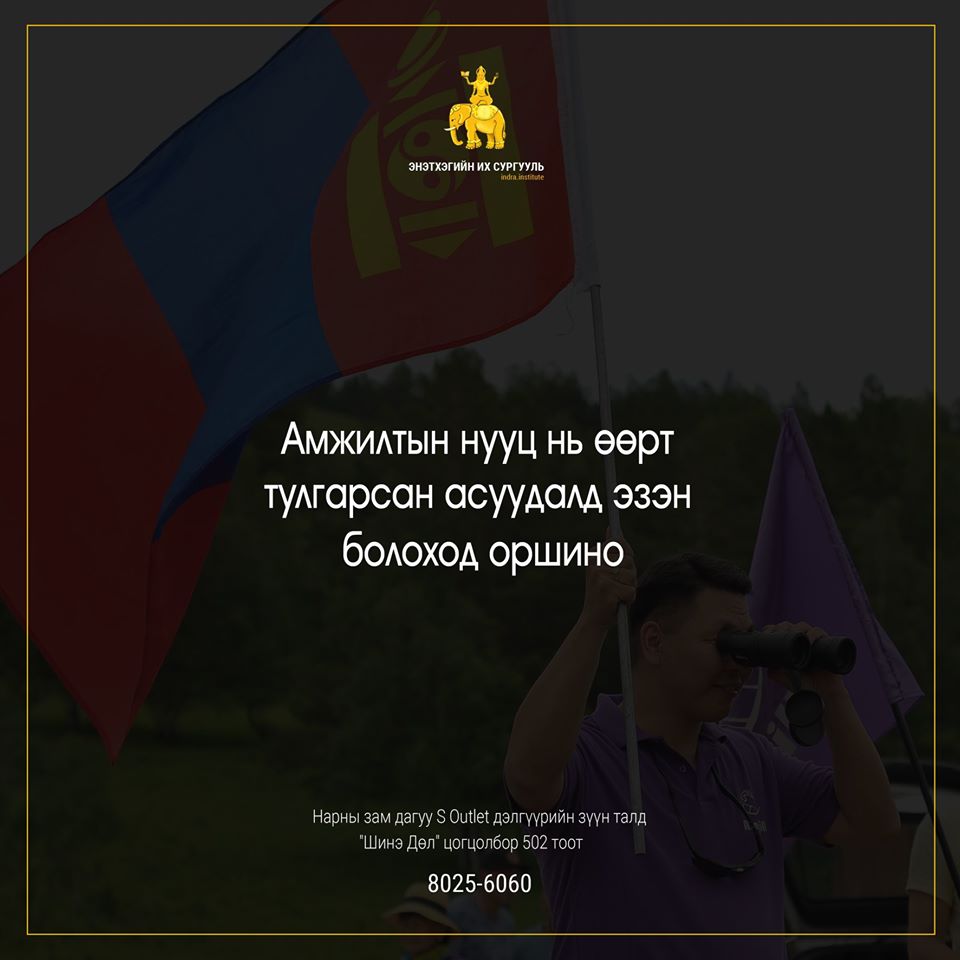 ЭНЭТХЭГИЙН ИХ СУРГУУЛЬ
indra.institute
Амжилтын нууц нь өөрт
тулгарсан асуудалд эзэн
болоход оршино
Нарны зам дагуу S Outlet дэлгүүрийн зүүн талд
"Шинэ Дөл" цогцолбор 502 тоот
8025-6060